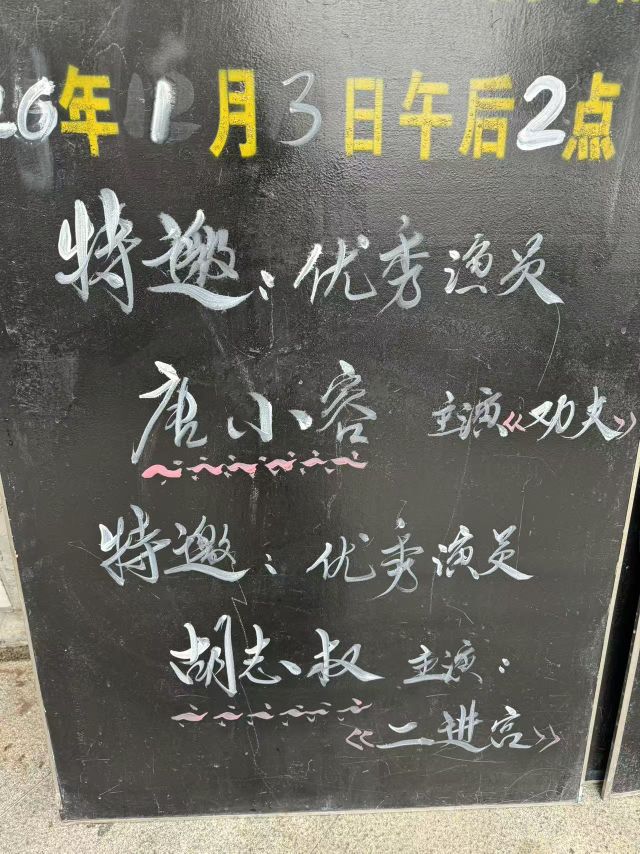 26年1月3日午后2点
特邀：优秀演员
唐小容 主演《功夫》
特邀：优秀演员
胡志叔 主演：
《二进宫》